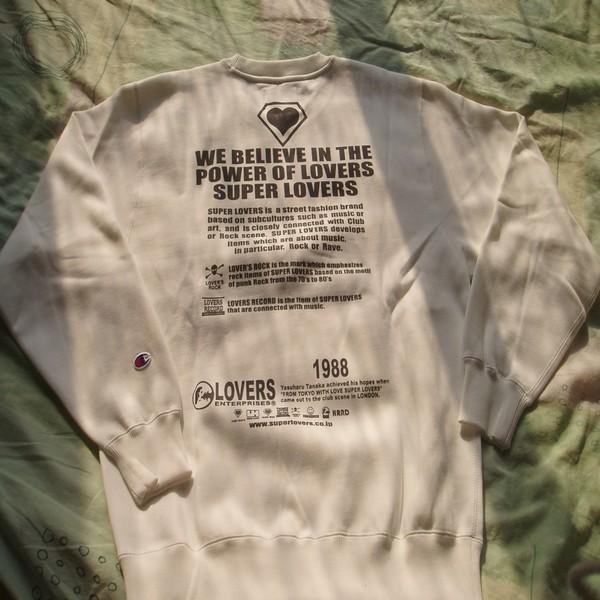 WE BELIEVE IN THE
POWER OF LOVERS
SUPER LOVERS
SUPER LOVERS is a street fashion brand
based on subcultures such as music or
art, and is closely connected with Club
or Rock scene. SUPER LOVERS develops
items which are about music,
in particular, Rock or Rave.
LOVER'S ROCK is the mark which emphasizes
rock items of SUPER LOVERS based on the motif
of punk Rock from the 70's to 80's
LOVER'S
ROCK
LOVERS RECORD is the item of SUPER LOVERS
that are connected with music.
LOVERS
RECORD
1988
LOVERS
ENTERPRISES®
Yasuharu Tanaka achieved his hopes when
"FROM TOKYO WITH LOVE SUPER LOVERS"
came out to the club scene in LONDON.
NRRD
www.superlovers.co.jp